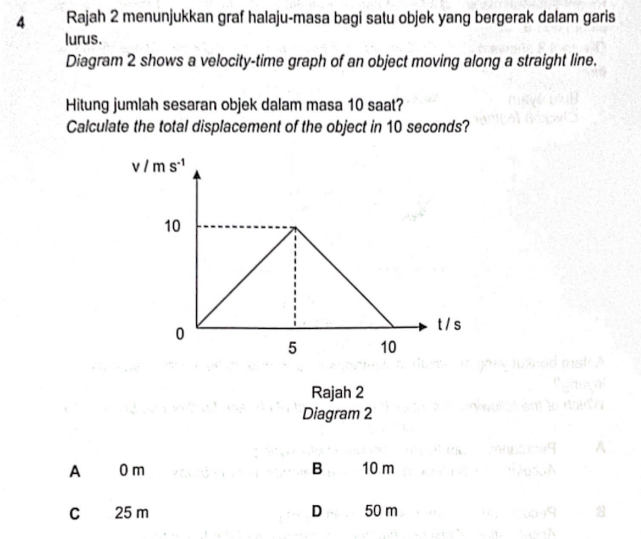 4 Rajah 2 menunjukkan graf halaju-masa bagi satu objek yang bergerak dalam garis
lurus.
Diagram 2 shows a velocity-time graph of an object moving along a straight line.
Hitung jumlah sesaran objek dalam masa 10 saat?
Calculate the total displacement of the object in 10 seconds?
v / m s⁻¹
10
0
5
10
t / s
Rajah 2
Diagram 2
A 0 m B 10 m
C 25 m D 50 m